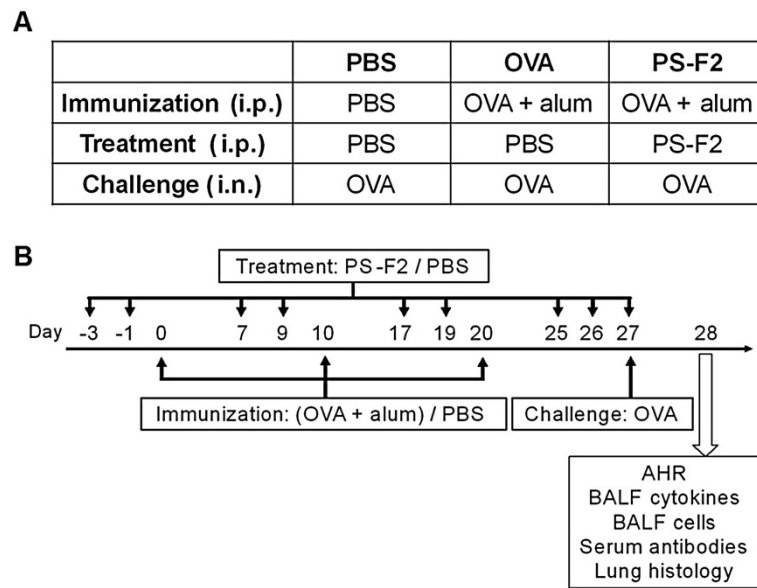 A
PBS OVA PS-F2
Immunization (i.p.) PBS OVA + alum OVA + alum
Treatment (i.p.) PBS PBS PS-F2
Challenge (i.n.) OVA OVA OVA
B
Treatment: PS-F2 / PBS
Day -3 -1 0 7 9 10 17 19 20 25 26 27 28
Immunization: (OVA + alum) / PBS
Challenge: OVA
AHR
BALF cytokines
BALF cells
Serum antibodies
Lung histology